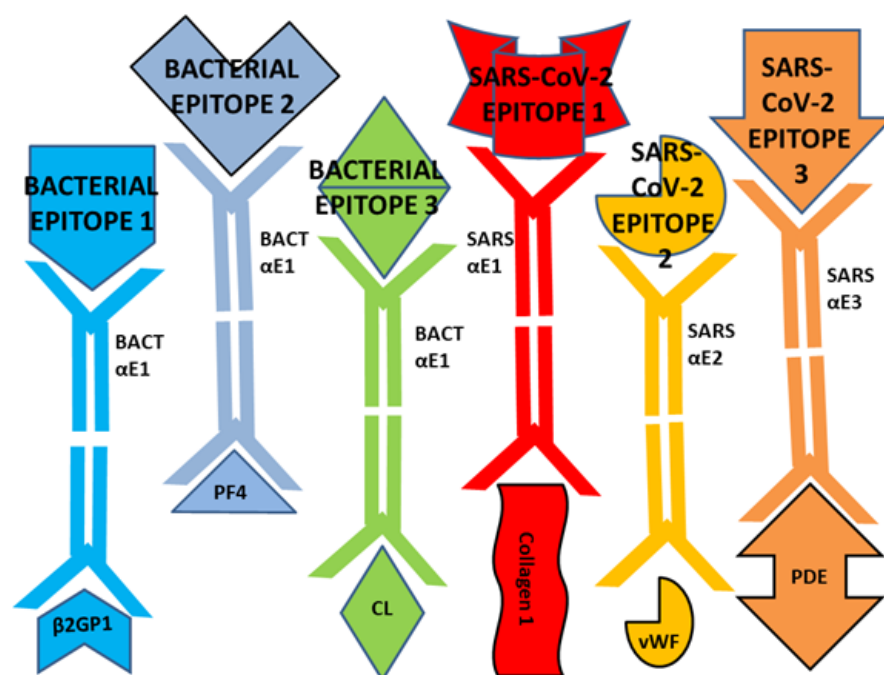 BACTERIAL
EPITOPE 1
BACTERIAL
EPITOPE 2
BACTERIAL
EPITOPE 3
SARS-CoV-2
EPITOPE 1
SARS-
CoV-2
EPITOPE
2
SARS-
CoV-2
EPITOPE
3
BACT
αE1
BACT
αE1
BACT
αE1
SARS
αE1
SARS
αE2
SARS
αE3
β2GP1
PF4
CL
Collagen 1
vWF
PDE